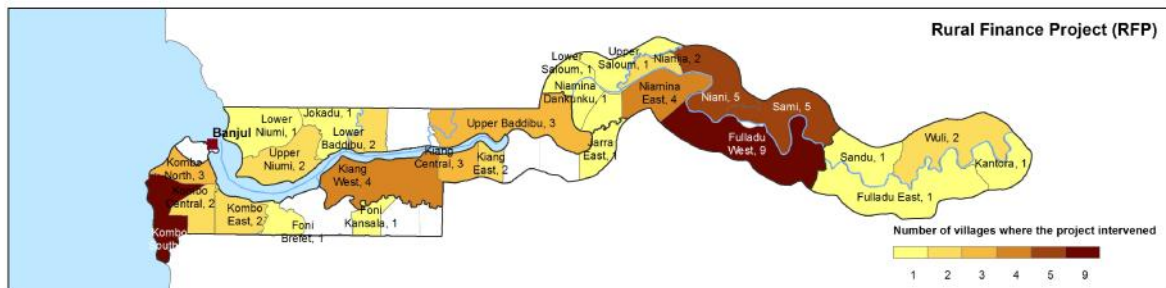 Rural Finance Project (RFP)
Lower
Saloum, 1
Upper
Saloum, 1
Nianija, 2
Niamina
Dankunku, 1
Niamina
East, 4
Niani, 5
Sami, 5
Jokadu, 1
Lower
Niumi, 1
Banjul
Lower
Baddibu, 2
Upper Baddibu, 3
Upper
Niumi, 2
Kombo
North, 3
Kiang
Central, 3
Kiang
East, 2
Jarra
East, 1
Fulladu
West, 9
Wuli, 2
Sandu, 1
Kantora, 1
Fulladu East, 1
Kiang
West, 4
Kombo
Central, 2
Kombo
East, 2
Foni
Brefet, 1
Foni
Kansala, 1
Kombo
South,
Number of villages where the project intervened
1 2 3 4 5 9